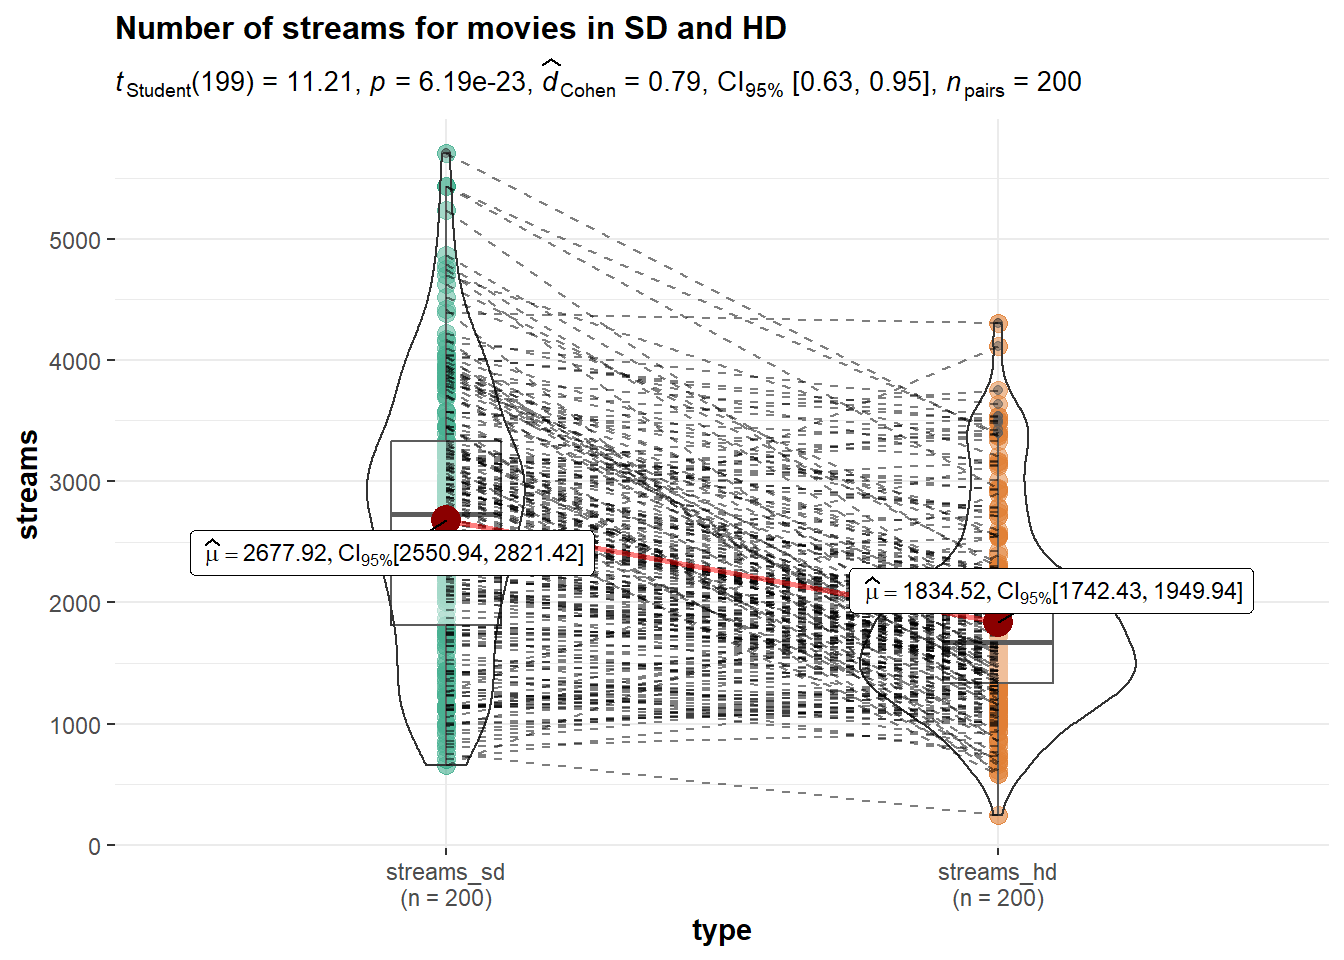 Number of streams for movies in SD and HD
t Student(199) = 11.21, p = 6.19e-23, d̂ Cohen = 0.79, CI95% [0.63, 0.95], n pairs = 200
streams
5000
4000
3000
2000
1000
0
μ̂ = 2677.92, CI95%[2550.94, 2821.42]
μ̂ = 1834.52, CI95%[1742.43, 1949.94]
streams_sd
(n = 200)
streams_hd
(n = 200)
type